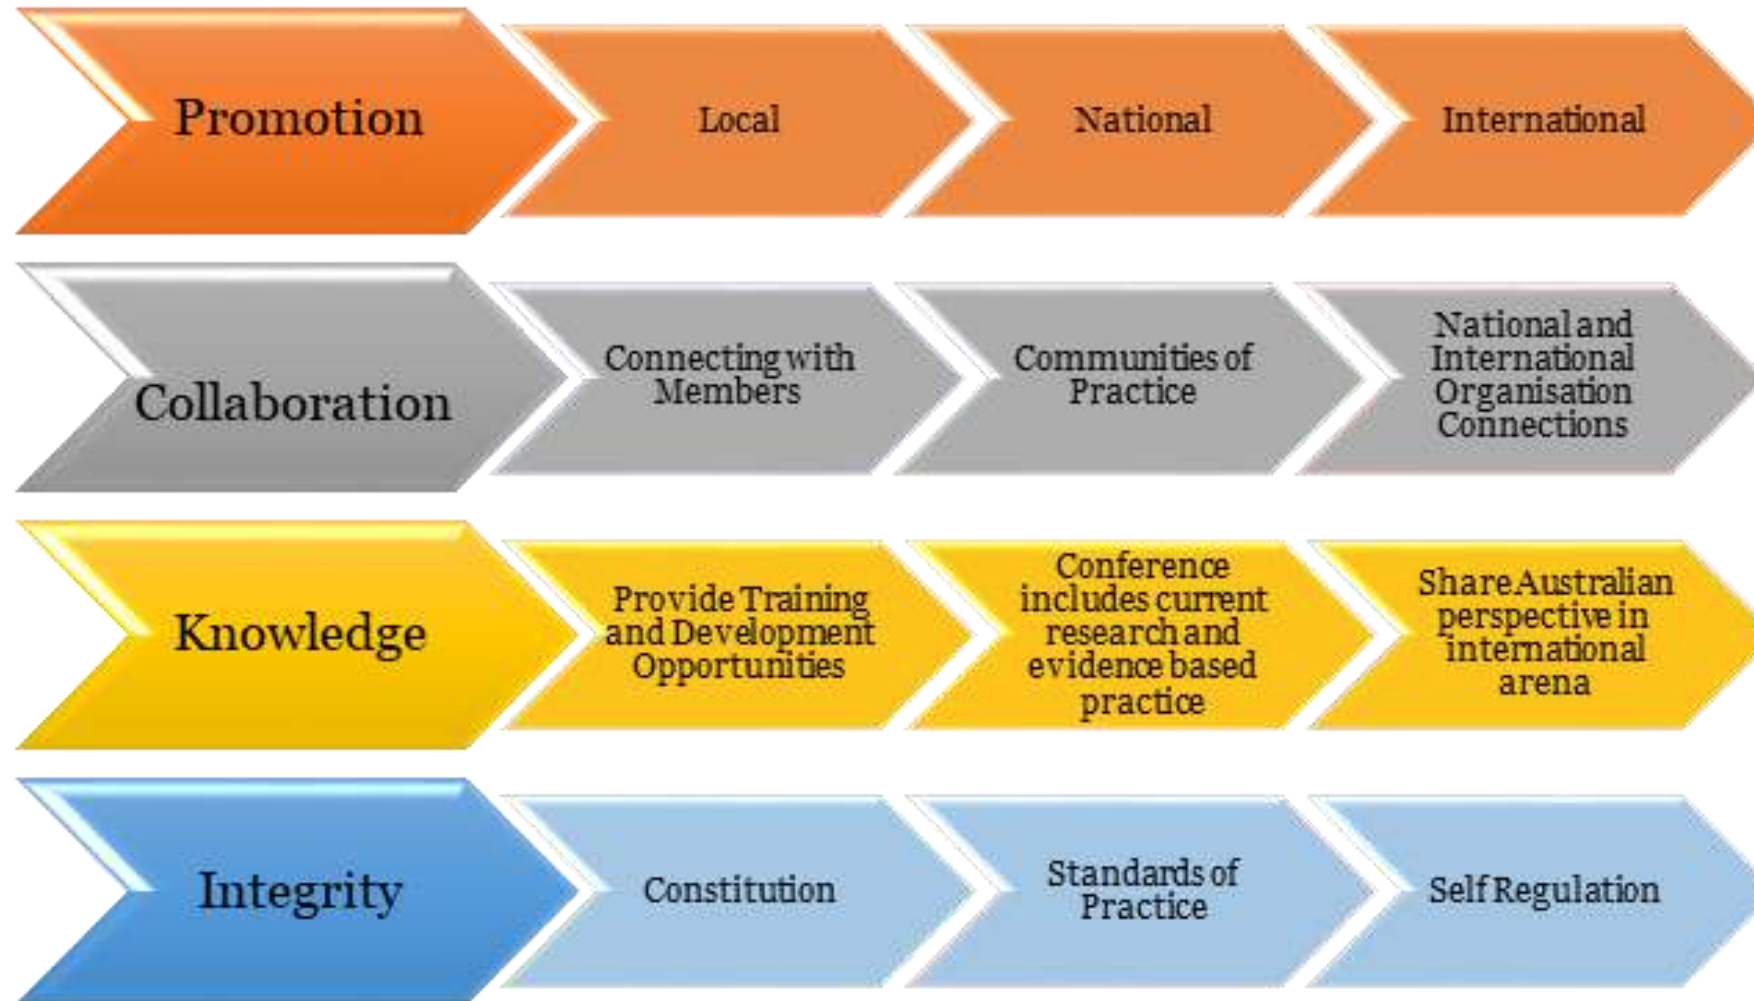 Promotion
Local
National
International
Collaboration
Connecting with
Members
Communities of
Practice
National and
International
Organisation
Connections
Knowledge
Provide Training
and Development
Opportunities
Conference
includes current
research and
evidence based
practice
Share Australian
perspective in
international
arena
Integrity
Constitution
Standards of
Practice
Self Regulation